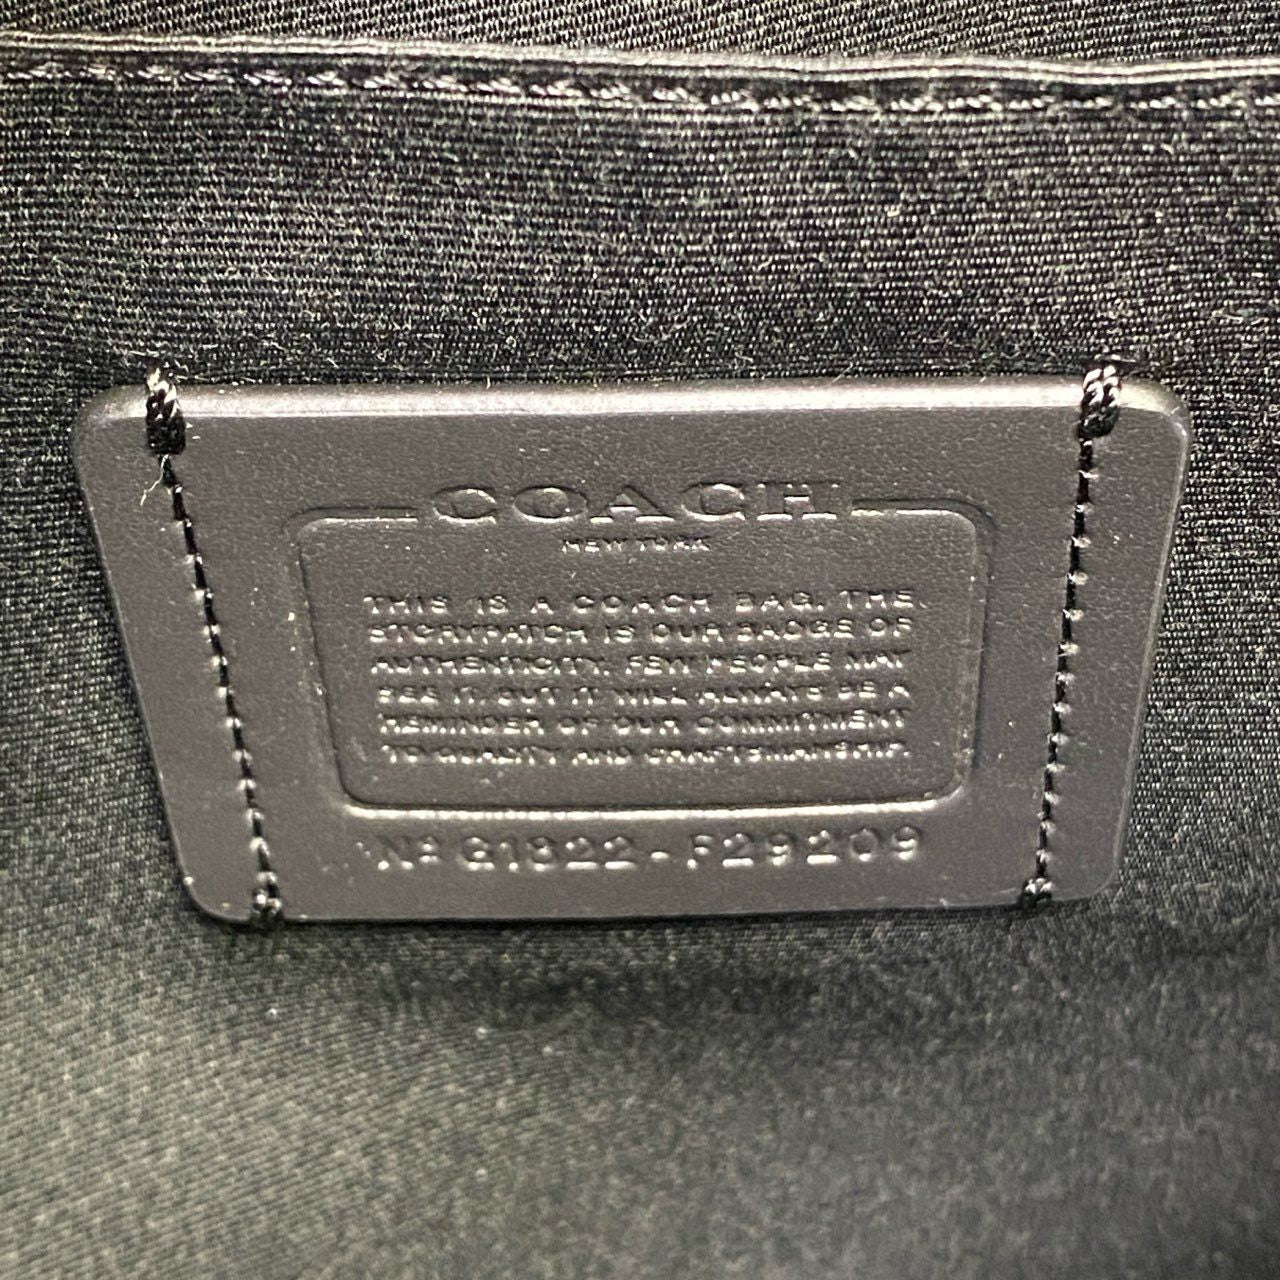 COACH
NEW YORK
THIS IS A COACH BAG. THE
STORYPATCH IS OUR BADGE OF
AUTHENTICITY. FEW PEOPLE MAY
SEE IT, BUT IT WILL ALWAYS BE A
REMINDER OF OUR COMMITMENT
TO QUALITY AND CRAFTSMANSHIP.
Nº G1822-F29209